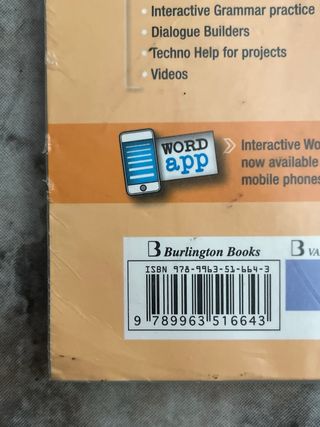 • Interactive Grammar practice
• Dialogue Builders
• Techno Help for projects
• Videos
WORD
app
Interactive Wo
now available
mobile phones
B Burlington Books
B VA
ISBN 978-9963-51-664-3
9 789963 516643